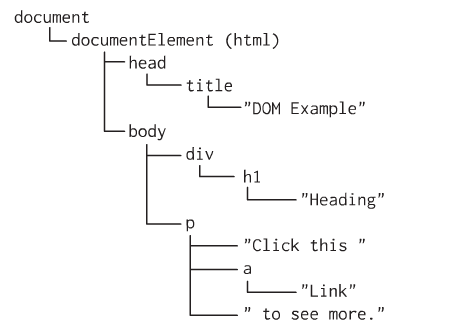 document
documentElement (html)
head
title
"DOM Example"
body
div
h1
"Heading"
p
"Click this "
a
"Link"
" to see more."